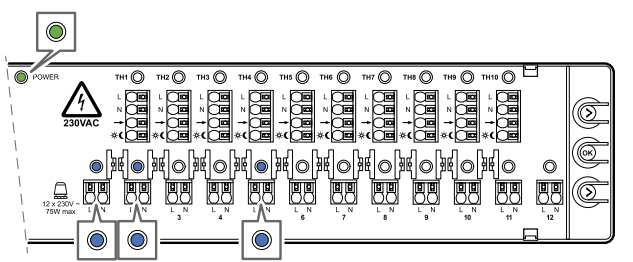 POWER TH1 TH2 TH3 TH4 TH5 TH6 TH7 TH8 TH9 TH10
L
N
230VAC
OK
12 x 230V ~
75W max
L N L N L N L N L N L N L N L N L N L N L N L N
3 4 6 7 8 9 10 11 12